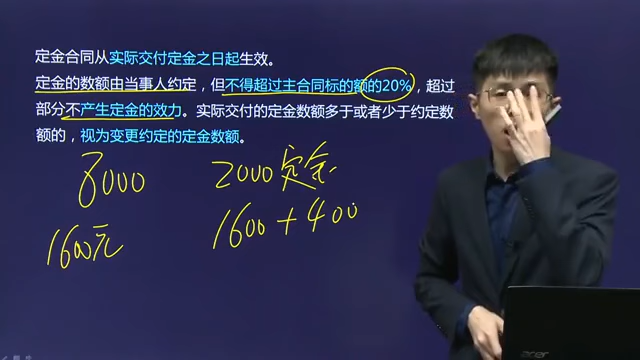 定金合同从实际交付定金之日起生效。
定金的数额由当事人约定，但不得超过主合同标的额的20%，超过
部分不产生定金的效力。实际交付的定金数额多于或者少于约定数
额的，视为变更约定的定金数额。
8000
2000定金
1600元
1600+400
acer